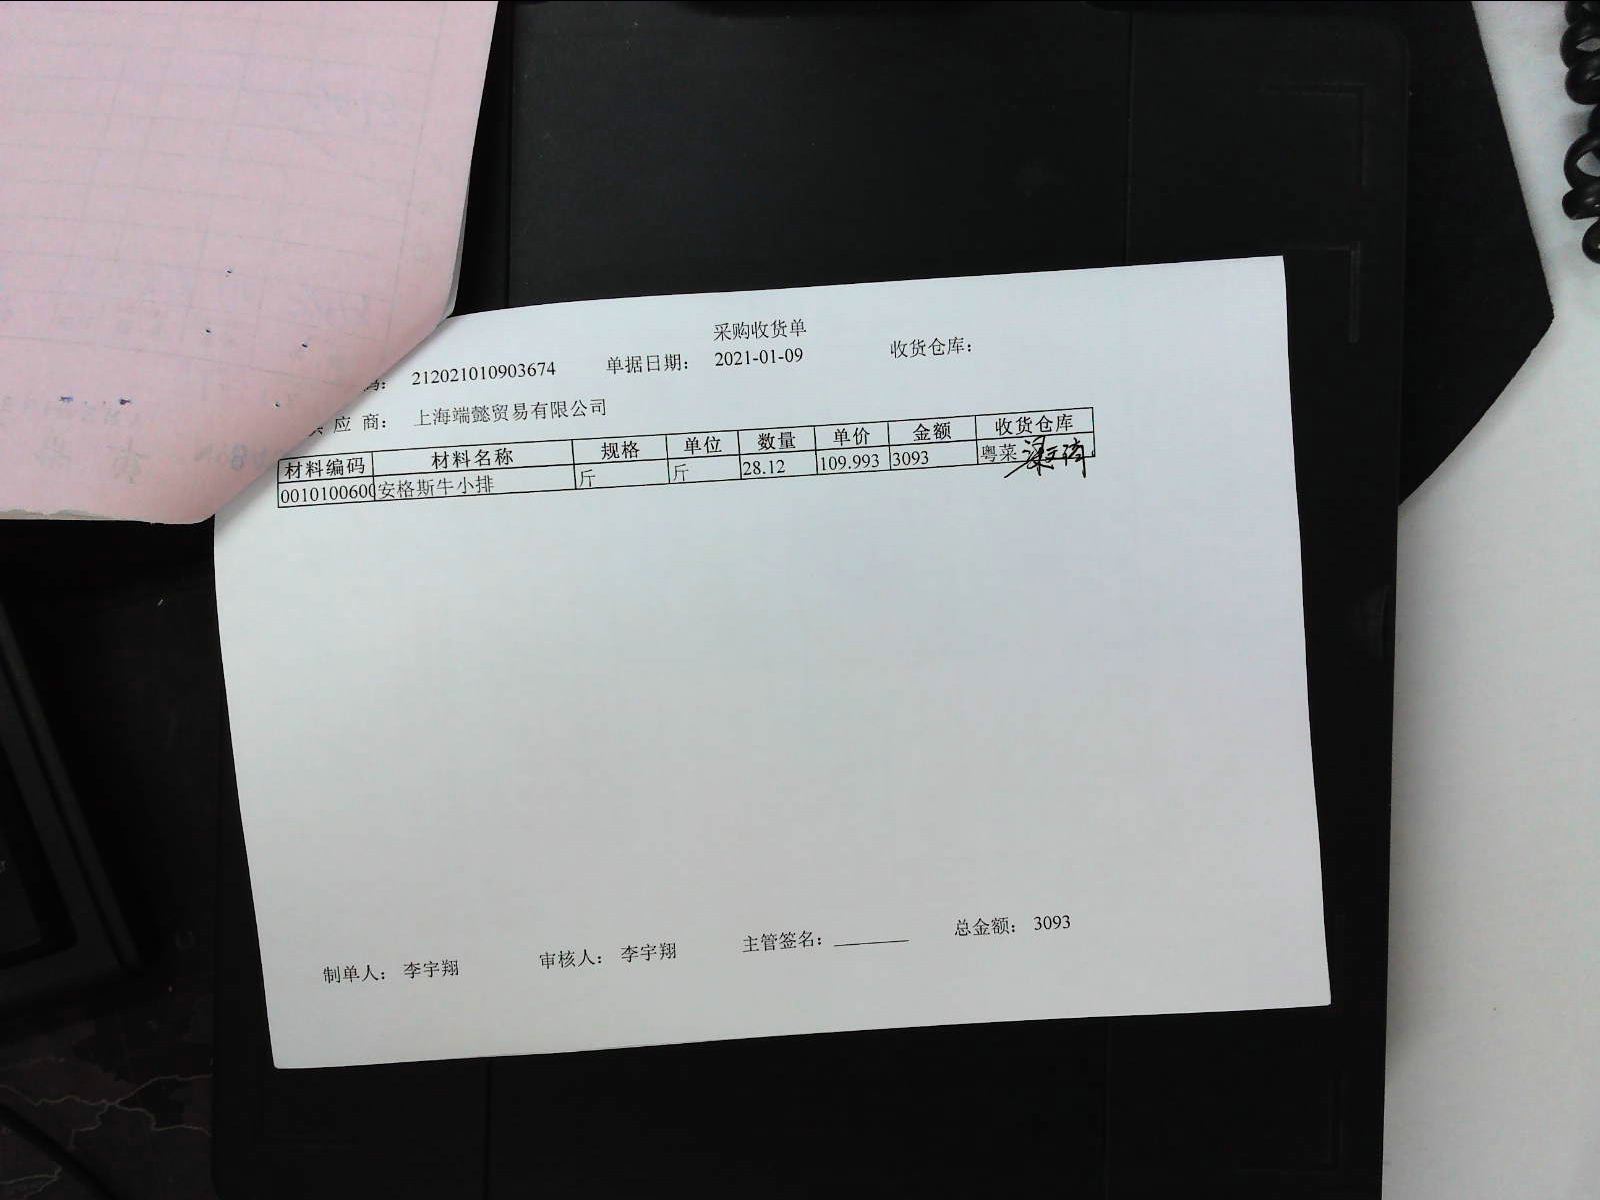 采购收货单
码： 212021010903674 单据日期： 2021-01-09 收货仓库：
供应商： 上海端懿贸易有限公司
材料编码 材料名称 规格 单位 数量 单价 金额 收货仓库
0010100600 安格斯牛小排 斤 斤 28.12 109.993 3093 粤菜
制单人： 李宇翔 审核人： 李宇翔 主管签名： 总金额： 3093